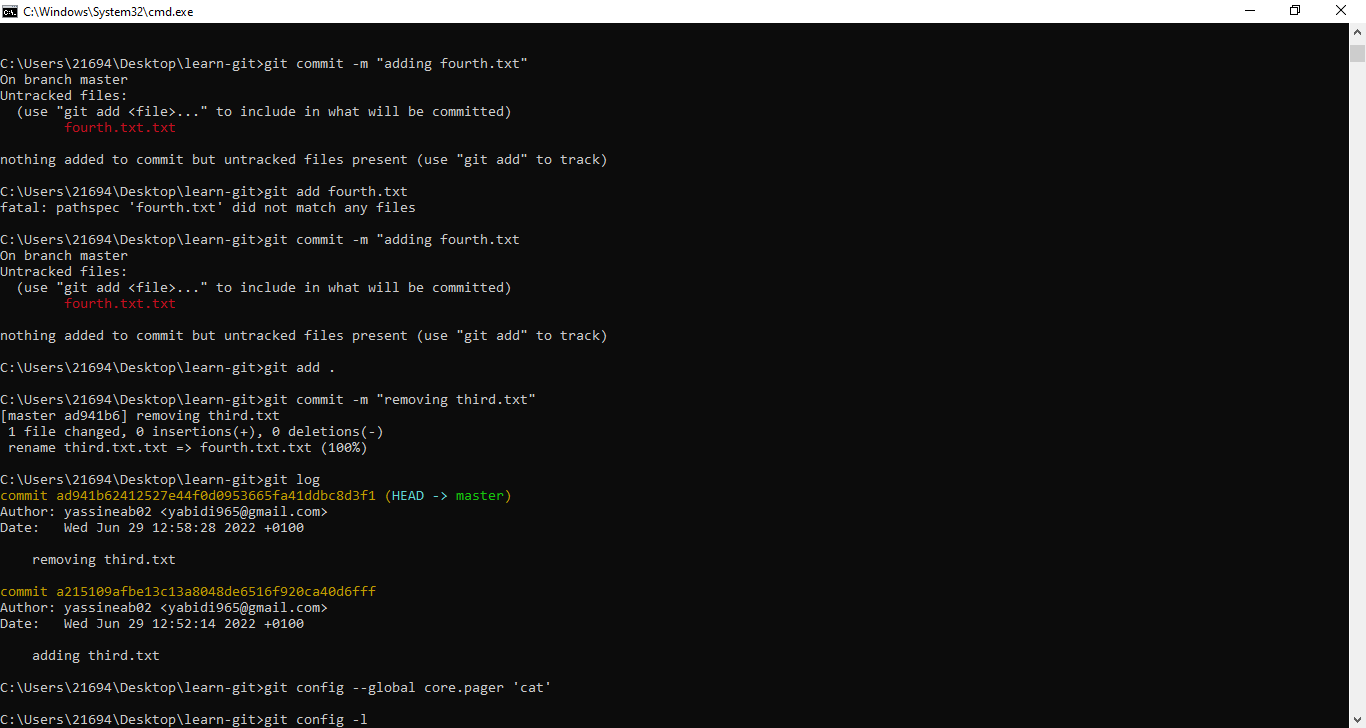 C:\Windows\System32\cmd.exe
C:\Users\21694\Desktop\learn-git>git commit -m "adding fourth.txt"
On branch master
Untracked files:
  (use "git add <file>..." to include in what will be committed)
        fourth.txt.txt
nothing added to commit but untracked files present (use "git add" to track)
C:\Users\21694\Desktop\learn-git>git add fourth.txt
fatal: pathspec 'fourth.txt' did not match any files
C:\Users\21694\Desktop\learn-git>git commit -m "adding fourth.txt
On branch master
Untracked files:
  (use "git add <file>..." to include in what will be committed)
        fourth.txt.txt
nothing added to commit but untracked files present (use "git add" to track)
C:\Users\21694\Desktop\learn-git>git add .
C:\Users\21694\Desktop\learn-git>git commit -m "removing third.txt"
[master ad941b6] removing third.txt
 1 file changed, 0 insertions(+), 0 deletions(-)
 rename third.txt.txt => fourth.txt.txt (100%)
C:\Users\21694\Desktop\learn-git>git log
commit ad941b62412527e44f0d0953665fa41ddbc8d3f1 (HEAD -> master)
Author: yassineab02 <yabidi965@gmail.com>
Date:   Wed Jun 29 12:58:28 2022 +0100
    removing third.txt
commit a215109afbe13c13a8048de6516f920ca40d6fff
Author: yassineab02 <yabidi965@gmail.com>
Date:   Wed Jun 29 12:52:14 2022 +0100
    adding third.txt
C:\Users\21694\Desktop\learn-git>git config --global core.pager 'cat'
C:\Users\21694\Desktop\learn-git>git config -l